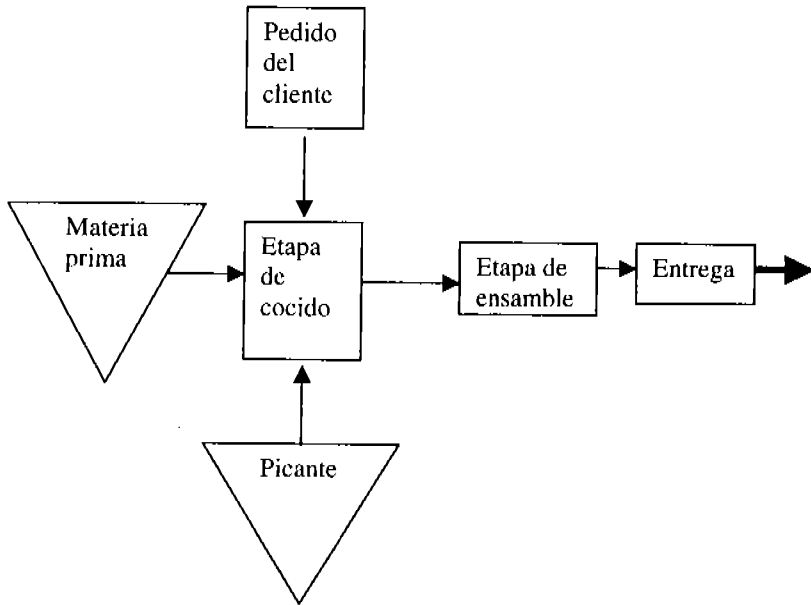 Pedido
del
cliente
Materia
prima
Etapa
de
cocido
Etapa de
ensamble
Entrega
Picante